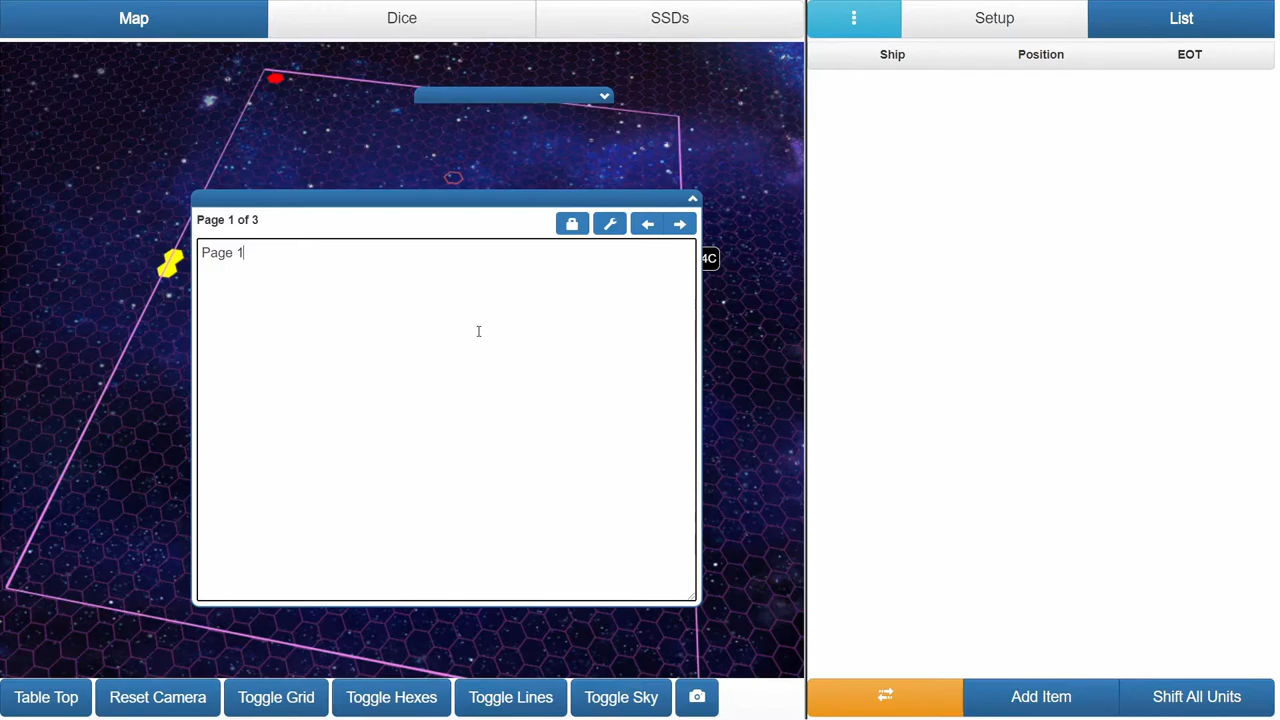 Map
Dice
SSDs
Setup
List
Ship
Position
EOT
Page 1 of 3
Page 1
4C
Table Top
Reset Camera
Toggle Grid
Toggle Hexes
Toggle Lines
Toggle Sky
Add Item
Shift All Units